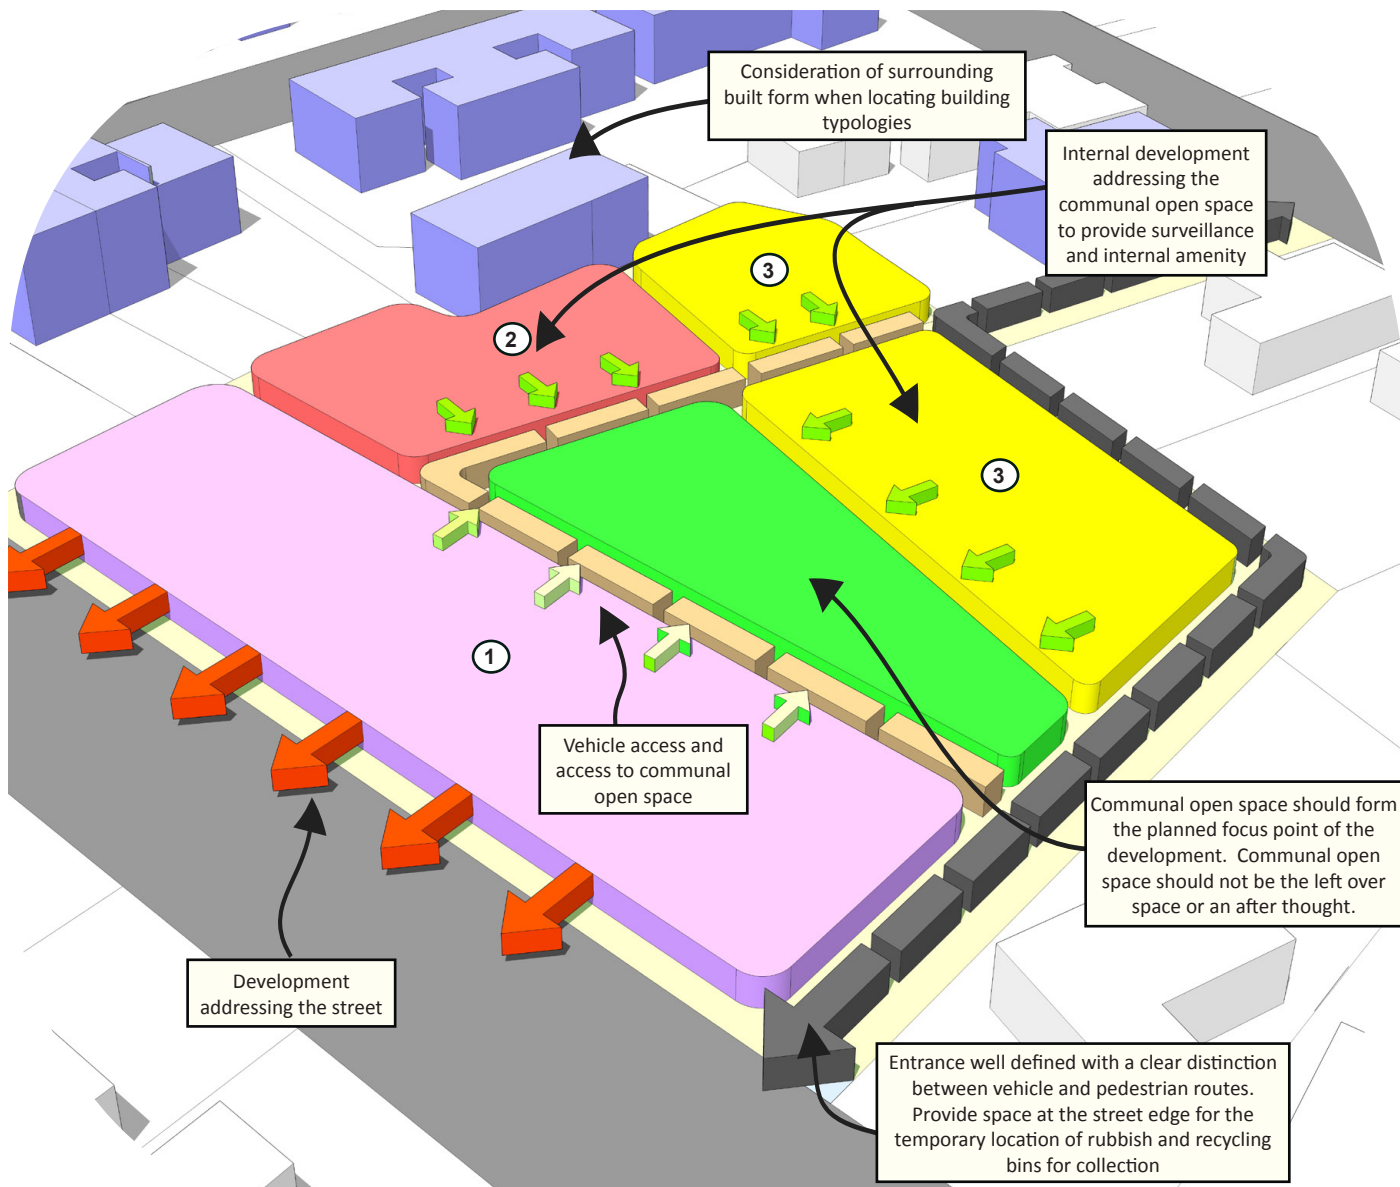 Consideration of surrounding
built form when locating building
typologies
Internal development
addressing the
communal open space
to provide surveillance
and internal amenity
3
2
3
1
Vehicle access and
access to communal
open space
Communal open space should form
the planned focus point of the
development.  Communal open
space should not be the left over
space or an after thought.
Development
addressing the street
Entrance well defined with a clear distinction
between vehicle and pedestrian routes.
Provide space at the street edge for the
temporary location of rubbish and recycling
bins for collection